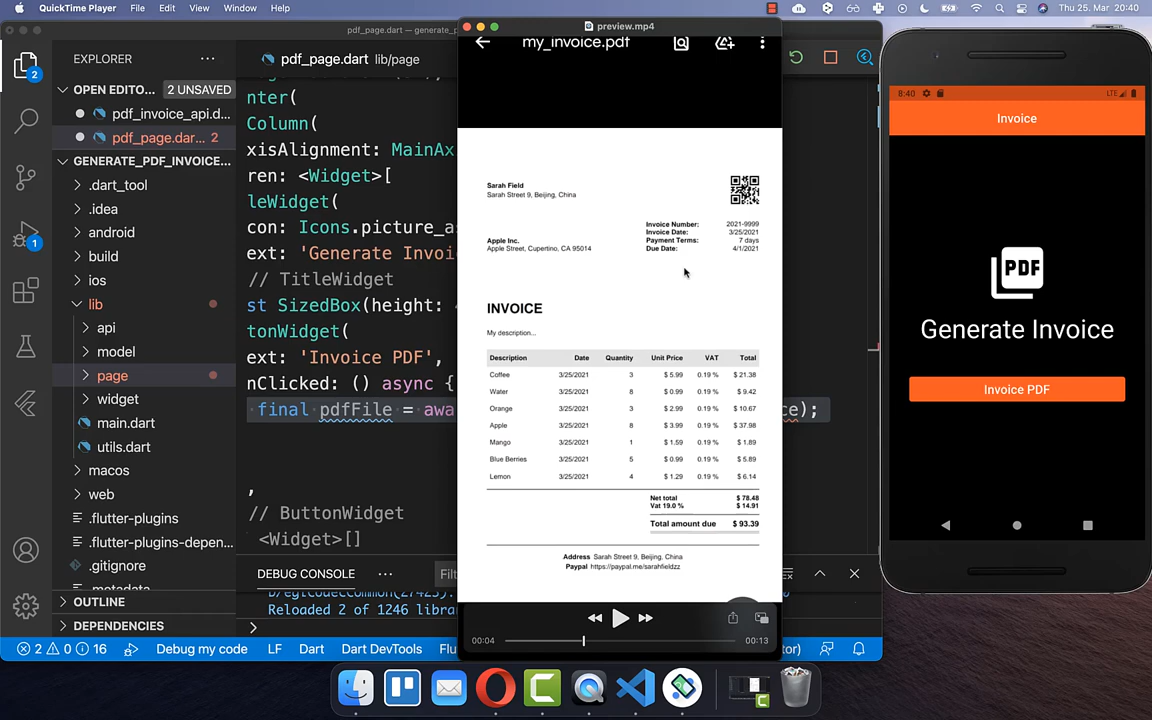 QuickTime Player File Edit View Window Help Thu 25. Mar 20:40
preview.mp4
pdf_page.dart — generate_p
my_invoice.pdf
EXPLORER
pdf_page.dart lib/page
OPEN EDITO... 2 UNSAVED
pdf_invoice_api.d...
pdf_page.dar... 2
GENERATE_PDF_INVOICE...
.dart_tool
.idea
android
build
ios
lib
api
model
page
widget
main.dart
utils.dart
macos
web
.flutter-plugins
.flutter-plugins-depen...
.gitignore
.metadata
OUTLINE
DEPENDENCIES
2
1
nter(
Column(
xisAlignment: MainAx
ren: <Widget>[
leWidget(
con: Icons.picture_as
ext: 'Generate Invoi
// TitleWidget
st SizedBox(height:
tonWidget(
ext: 'Invoice PDF',
nClicked: () async {
final pdfFile = awa
ce);
,
// ButtonWidget
<Widget>[]
DEBUG CONSOLE ... Filt
Reloaded 2 of 1246 librar
2 0 16 Debug my code LF Dart Dart DevTools Flu
tor)
Sarah Field
Sarah Street 9, Beijing, China
Invoice Number: 2021-9999
Invoice Date: 3/25/2021
Payment Terms: 7 days
Due Date: 4/1/2021
Apple Inc.
Apple Street, Cupertino, CA 95014
INVOICE
My description...
Description Date Quantity Unit Price VAT Total
Coffee 3/25/2021 3 $ 5.99 0.19 % $ 21.38
Water 3/25/2021 8 $ 0.99 0.19 % $ 9.42
Orange 3/25/2021 3 $ 2.99 0.19 % $ 10.67
Apple 3/25/2021 8 $ 3.99 0.19 % $ 37.98
Mango 3/25/2021 1 $ 1.59 0.19 % $ 1.89
Blue Berries 3/25/2021 5 $ 0.99 0.19 % $ 5.89
Lemon 3/25/2021 4 $ 1.29 0.19 % $ 6.14
Net total $ 78.48
Vat 19.0 % $ 14.91
Total amount due $ 93.39
Address Sarah Street 9, Beijing, China
Paypal https://paypal.me/sarahfieldzz
00:04 00:13
8:40 LTE
Invoice
PDF
Generate Invoice
Invoice PDF